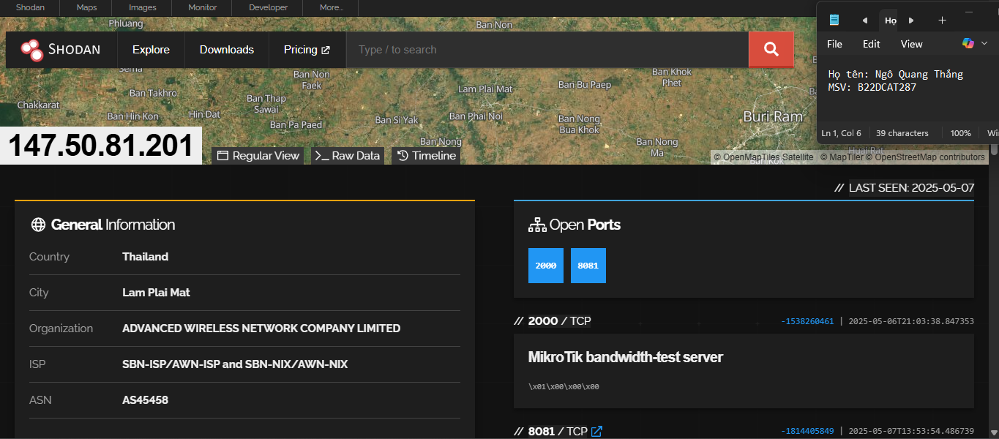 Shodan Maps Images Monitor Developer More...
Phluang
Ban Non
SHODAN Explore Downloads Pricing Type / to search
Ban Non Faek
Ban Khok Phet
Lam Plai Mat
Ban Bu Paep
Ban Takhro
Ban Thap Sawai
Chakkarat
Ban Hin Kon
Hin Dat
Ban Pa Paed
Ban Si Yak
Ban Phai Noi
Ban Nong Bua Khok
Buri Ram
Ban Nong
Ban Nong Ma
147.50.81.201
Regular View Raw Data Timeline
© OpenMapTiles Satellite © MapTiler © OpenStreetMap contributors
Họ
File Edit View
Họ tên: Ngô Quang Thắng
MSV: B22DCAT287
Ln 1, Col 6 39 characters 100% Wi
// LAST SEEN: 2025-05-07
General Information
Country Thailand
City Lam Plai Mat
Organization ADVANCED WIRELESS NETWORK COMPANY LIMITED
ISP SBN-ISP/AWN-ISP and SBN-NIX/AWN-NIX
ASN AS45458
Open Ports
2000 8081
// 2000 / TCP
-1538260461 | 2025-05-06T21:03:38.847353
MikroTik bandwidth-test server
\x01\x00\x00\x00
// 8081 / TCP
-1814405849 | 2025-05-07T13:53:54.486739